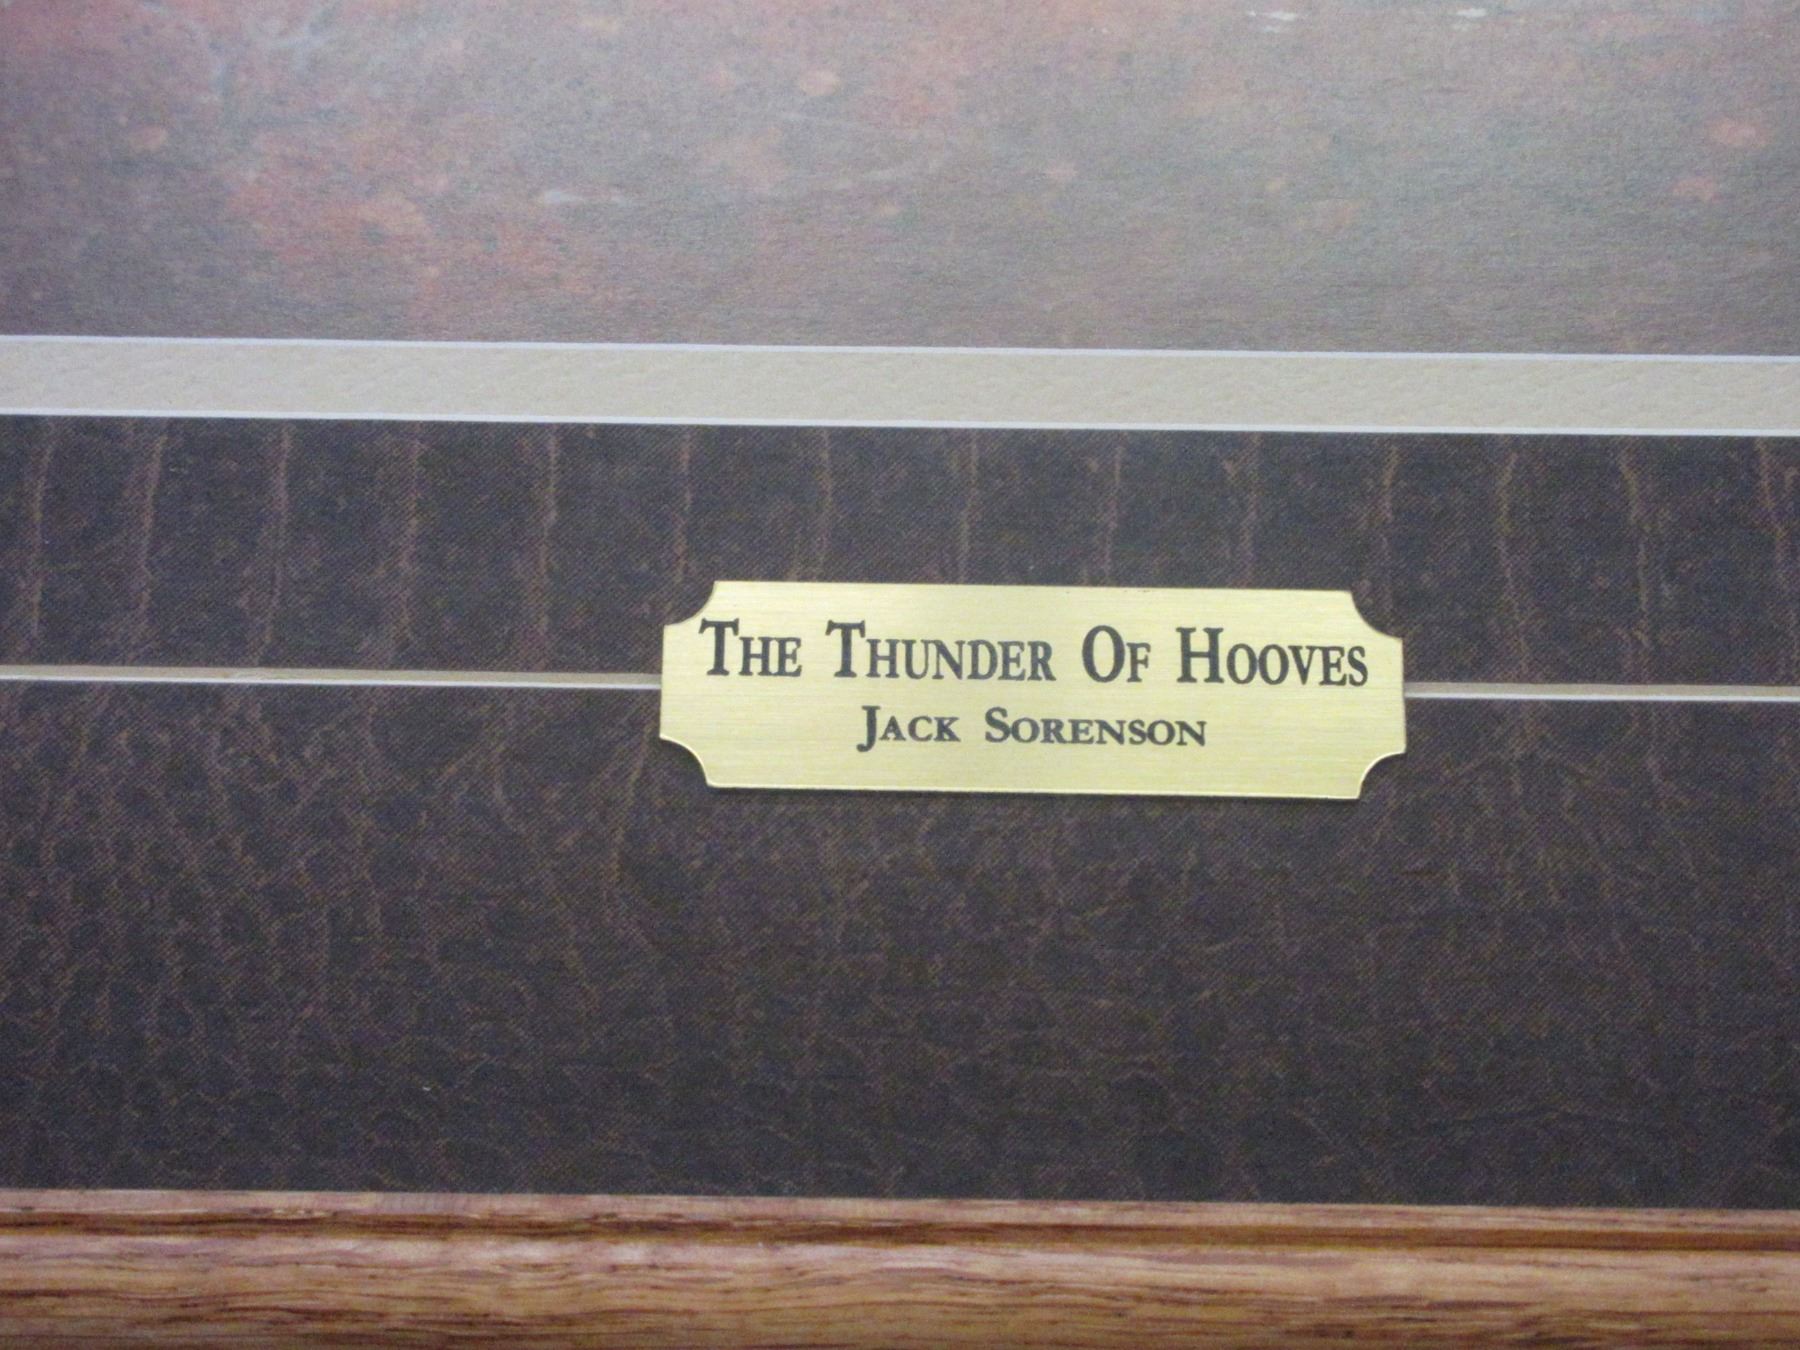 The Thunder Of Hooves
Jack Sorenson